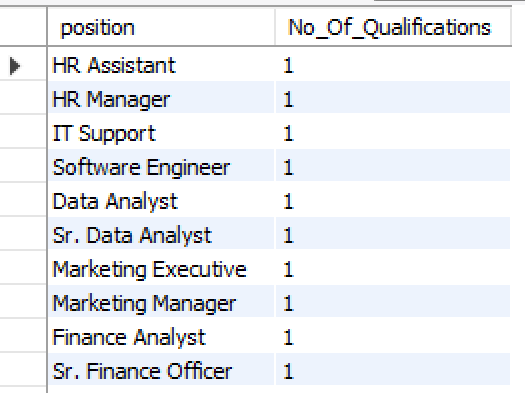 position No_Of_Qualifications
HR Assistant 1
HR Manager 1
IT Support 1
Software Engineer 1
Data Analyst 1
Sr. Data Analyst 1
Marketing Executive 1
Marketing Manager 1
Finance Analyst 1
Sr. Finance Officer 1